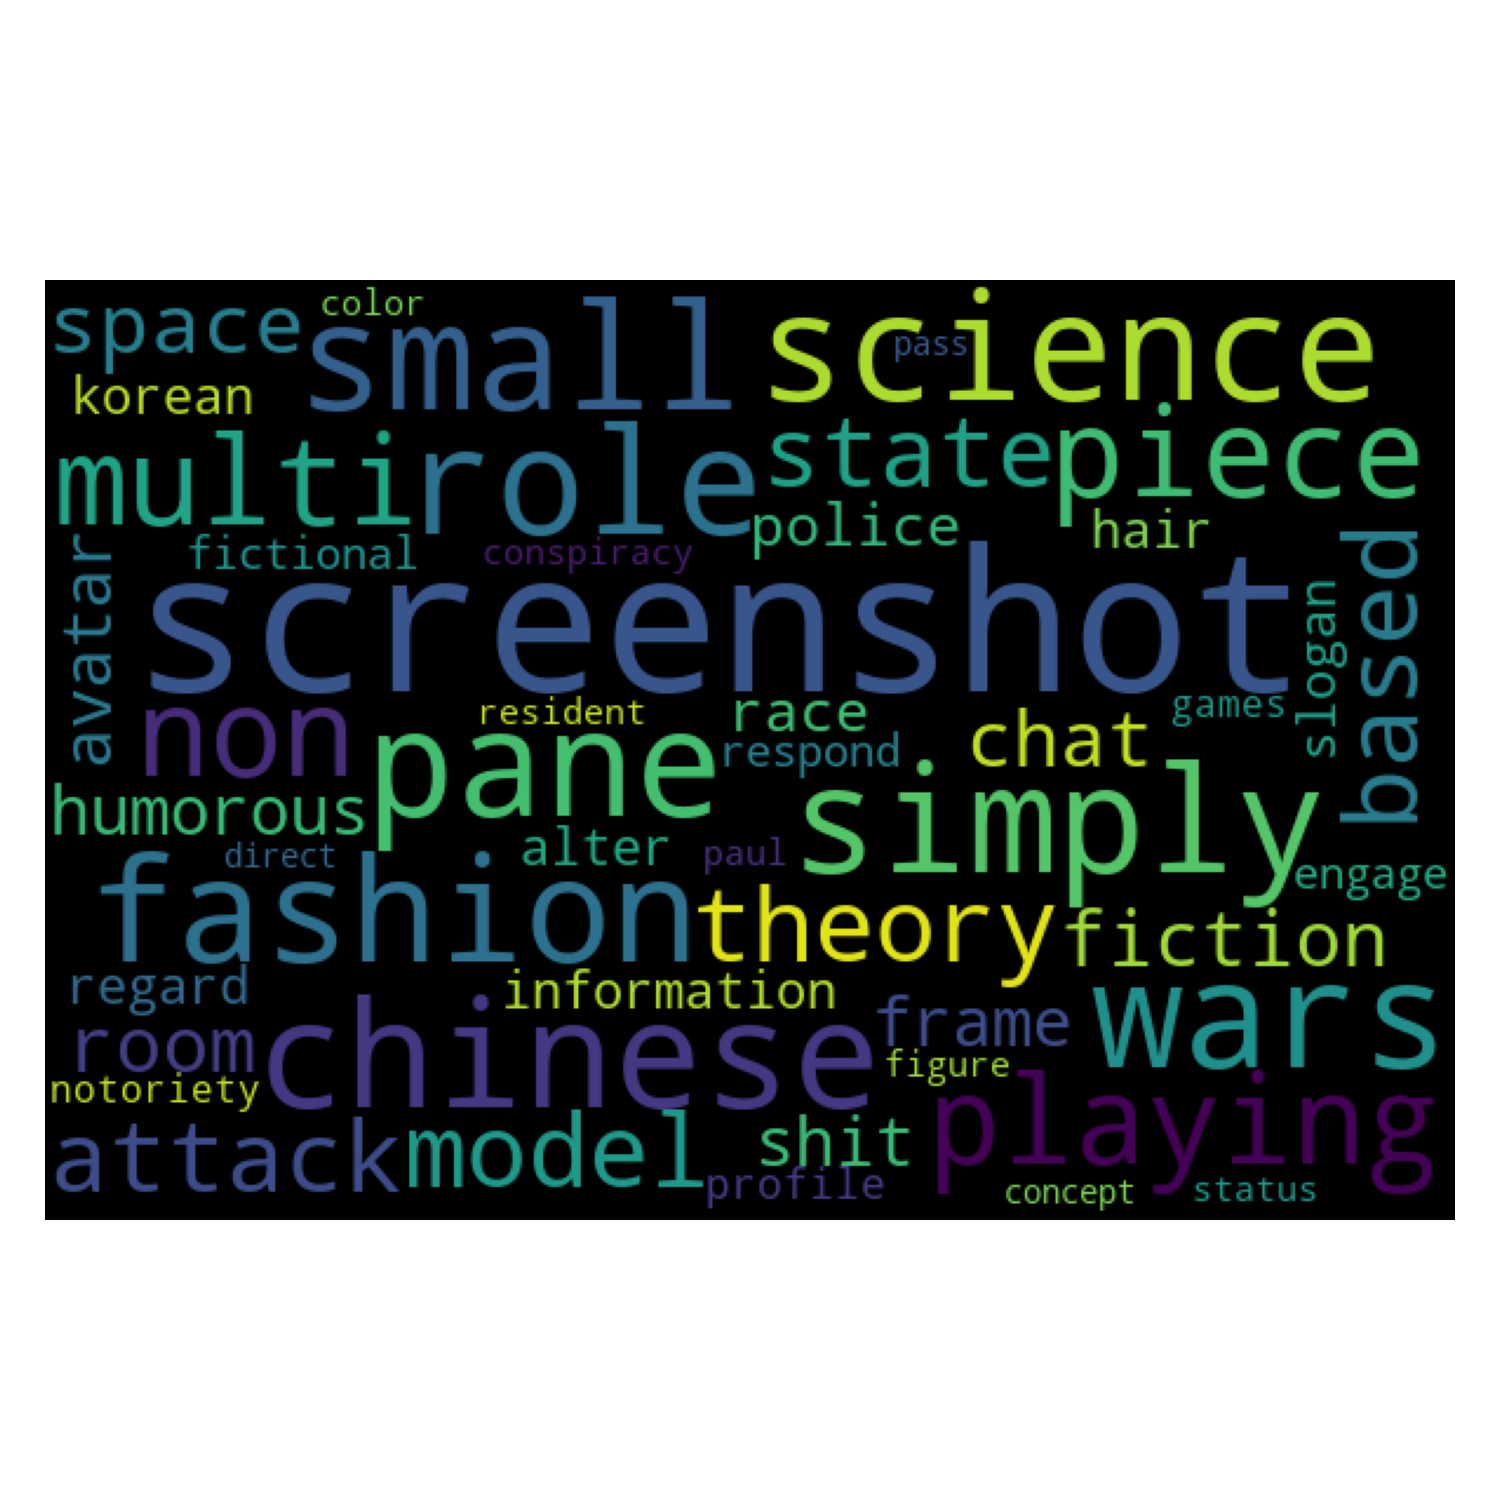 space
color
small
science
pass
korean
multi
role
state
piece
police
hair
fictional
conspiracy
avatar
screenshot
slogan
based
non
resident
race
games
pane
respond
chat
simply
humorous
direct
alter
paul
engage
fashion
theory
fiction
regard
information
wars
room
chinese
frame
notoriety
figure
playing
attack
model
shit
profile
concept
status